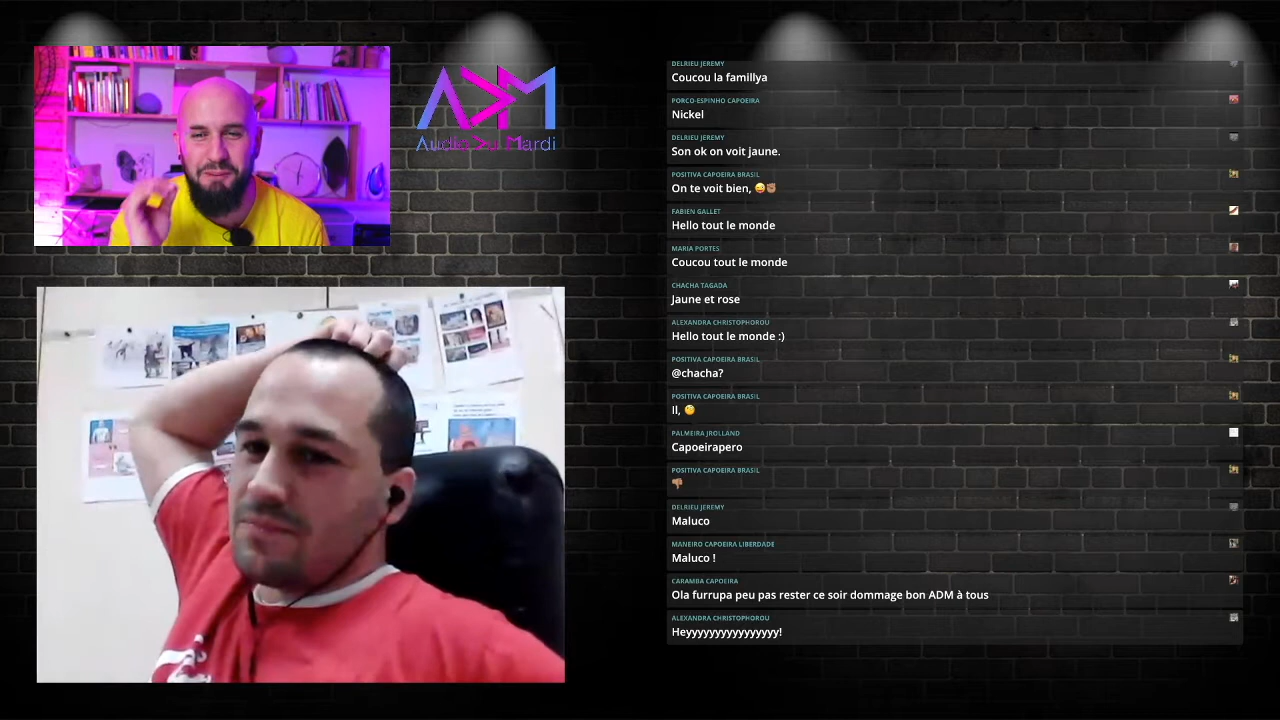 ADM
Audio Du Mardi
DELRIEU JEREMY
Coucou la famillya
PORCO-ESPINHO CAPOEIRA
Nickel
DELRIEU JEREMY
Son ok on voit jaune.
POSITIVA CAPOEIRA BRASIL
On te voit bien, 😜✊🏽
FABIEN GALLET
Hello tout le monde
MARIA PORTES
Coucou tout le monde
CHACHA TAGADA
Jaune et rose
ALEXANDRA CHRISTOPHOROU
Hello tout le monde :)
POSITIVA CAPOEIRA BRASIL
@chacha?
POSITIVA CAPOEIRA BRASIL
Il, 🧐
PALMEIRA JROLLAND
Capoeirapero
POSITIVA CAPOEIRA BRASIL
👎🏽
DELRIEU JEREMY
Maluco
MANEIRO CAPOEIRA LIBERDADE
Maluco !
CARAMBA CAPOEIRA
Ola furrupa peu pas rester ce soir dommage bon ADM à tous
ALEXANDRA CHRISTOPHOROU
Heyyyyyyyyyyyyyyyy!